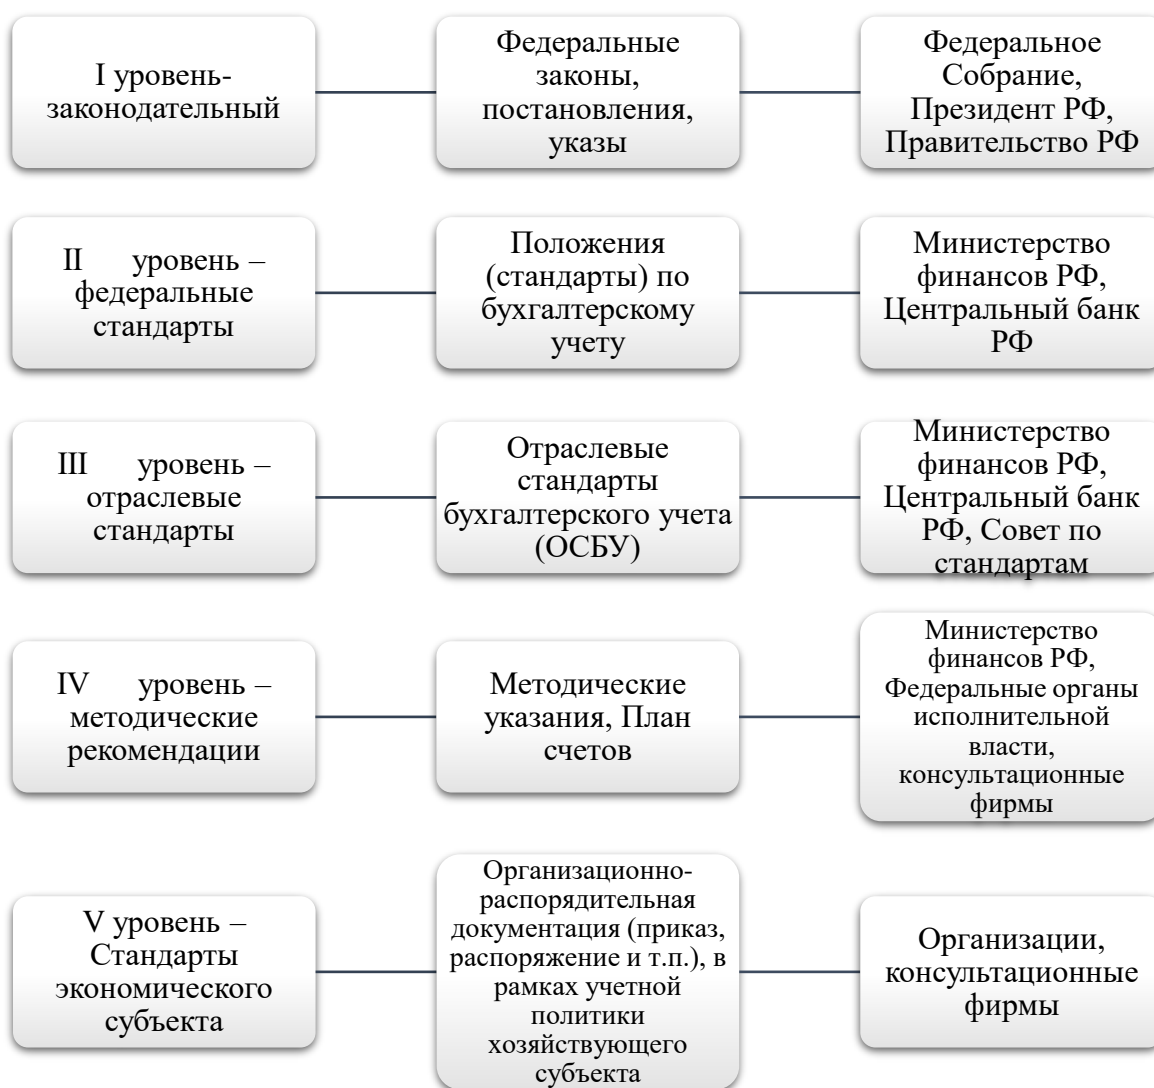 I уровень-
законодательный
Федеральные
законы,
постановления,
указы
Федеральное
Собрание,
Президент РФ,
Правительство РФ
II уровень –
федеральные
стандарты
Положения
(стандарты) по
бухгалтерскому
учету
Министерство
финансов РФ,
Центральный банк
РФ
III уровень –
отраслевые
стандарты
Отраслевые
стандарты
бухгалтерского учета
(ОСБУ)
Министерство
финансов РФ,
Центральный банк
РФ, Совет по
стандартам
IV уровень –
методические
рекомендации
Методические
указания, План
счетов
Министерство
финансов РФ,
Федеральные органы
исполнительной
власти,
консультационные
фирмы
V уровень –
Стандарты
экономического
субъекта
Организационно-
распорядительная
документация (приказ,
распоряжение и т.п.), в
рамках учетной
политики
хозяйствующего
субъекта
Организации,
консультационные
фирмы